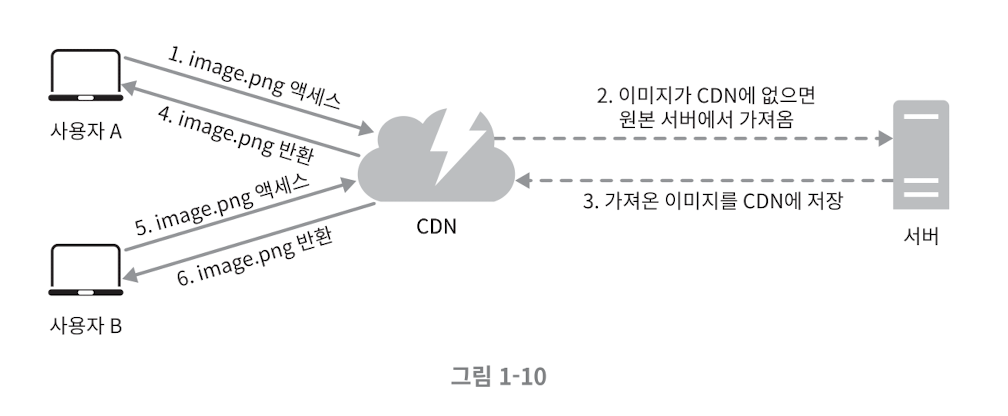 1. image.png 액세스
4. image.png 반환
사용자 A
2. 이미지가 CDN에 없으면
원본 서버에서 가져옴
3. 가져온 이미지를 CDN에 저장
CDN
서버
5. image.png 액세스
6. image.png 반환
사용자 B
그림 1-10